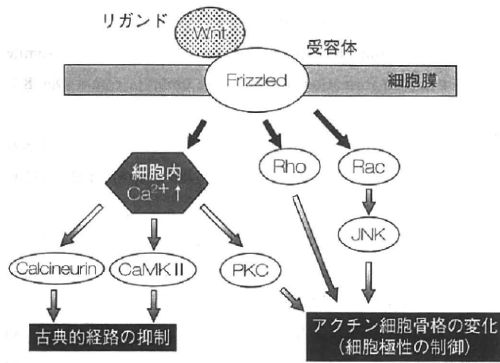 リガンド
Wnt
受容体
Frizzled
細胞膜
細胞内
Ca²⁺↑
Rho
Rac
JNK
Calcineurin
CaMKⅡ
PKC
古典的経路の抑制
アクチン細胞骨格の変化
(細胞極性の制御)